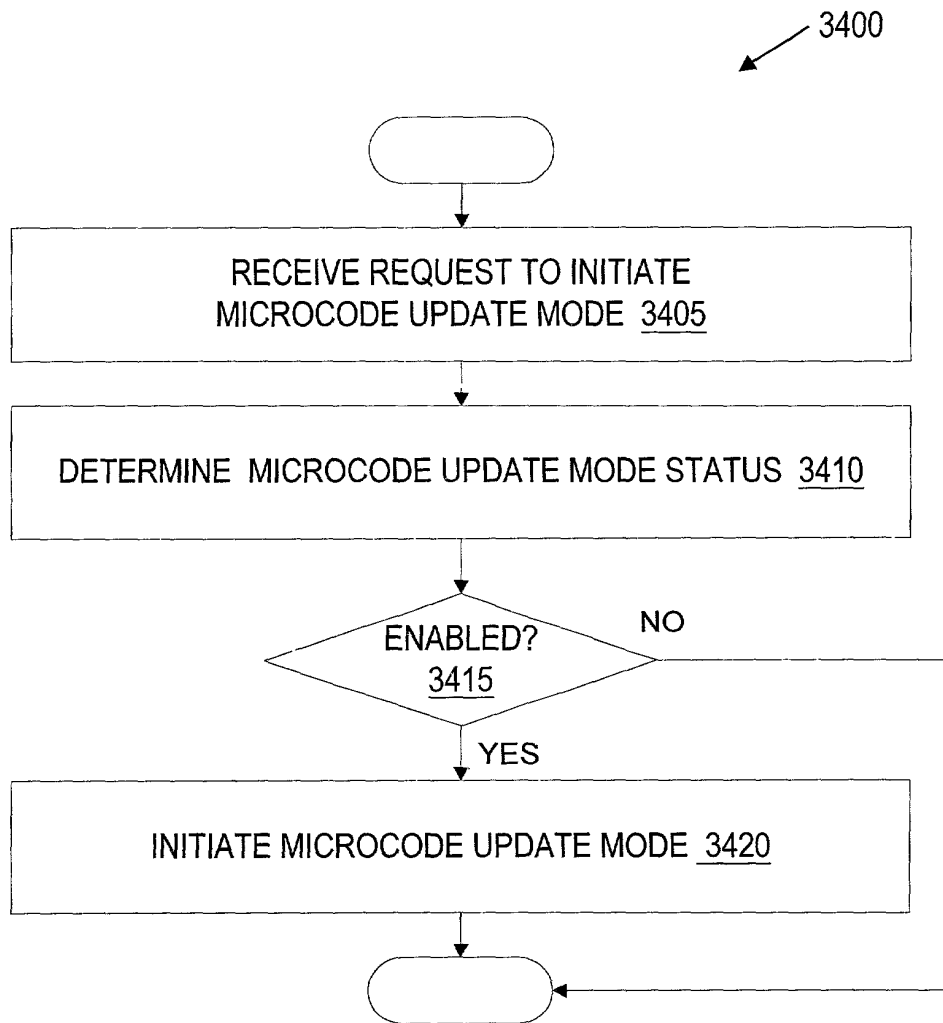 3400
RECEIVE REQUEST TO INITIATE
MICROCODE UPDATE MODE 3405
DETERMINE MICROCODE UPDATE MODE STATUS 3410
ENABLED?
3415
NO
YES
INITIATE MICROCODE UPDATE MODE 3420